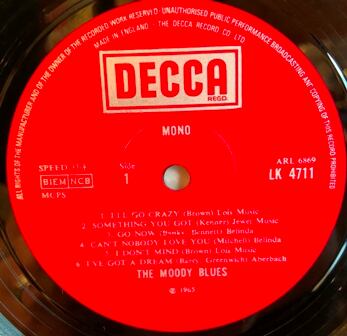 ALL RIGHTS OF THE MANUFACTURER AND OF THE OWNER OF THE RECORDED WORK RESERVED · UNAUTHORISED PUBLIC PERFORMANCE BROADCASTING AND COPYING OF THIS RECORD PROHIBITED
MADE IN ENGLAND · THE DECCA RECORD CO LTD
DECCA
REGD.
MONO
SPEED 33⅓
Side
ARL 6869
BIEM NCB
1
LK 4711
MCPS
1. I'LL GO CRAZY (Brown) Lois Music
2. SOMETHING YOU GOT (Kenner) Jewel Music
3. GO NOW (Banks, Bennett) Belinda
4. CAN'T NOBODY LOVE YOU (Mitchell) Belinda
5. I DON'T MIND (Brown) Lois Music
6. I'VE GOT A DREAM (Barry, Greenwich) Aberbach
THE MOODY BLUES
℗ 1965